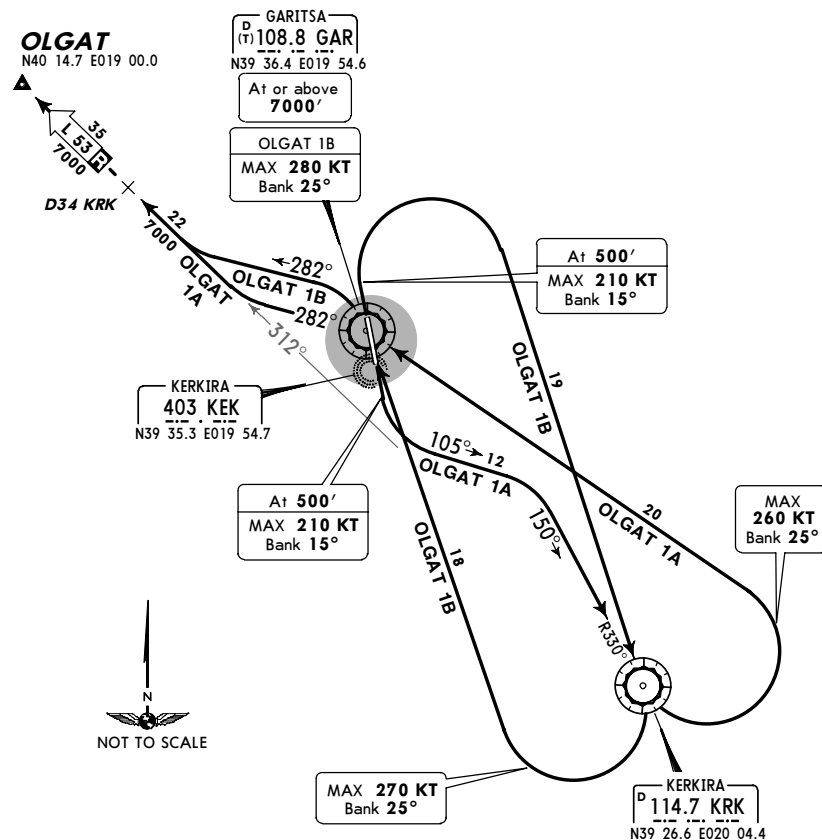 OLGAT
N40 14.7 E019 00.0
GARITSA
D
(T) 108.8 GAR
N39 36.4 E019 54.6
At or above
7000'
OLGAT 1B
MAX 280 KT
Bank 25°
35
L 53 R
7000
D34 KRK
22
7000
OLGAT
1A
282°
OLGAT 1B
282°
312°
At 500'
MAX 210 KT
Bank 15°
19
OLGAT 1B
KERKIRA
403 KEK
N39 35.3 E019 54.7
105° 12
OLGAT 1A
At 500'
MAX 210 KT
Bank 15°
150°
18
OLGAT 1B
20
OLGAT 1A
MAX
260 KT
Bank 25°
R330°
N
NOT TO SCALE
MAX 270 KT
Bank 25°
KERKIRA
D
114.7 KRK
N39 26.6 E020 04.4